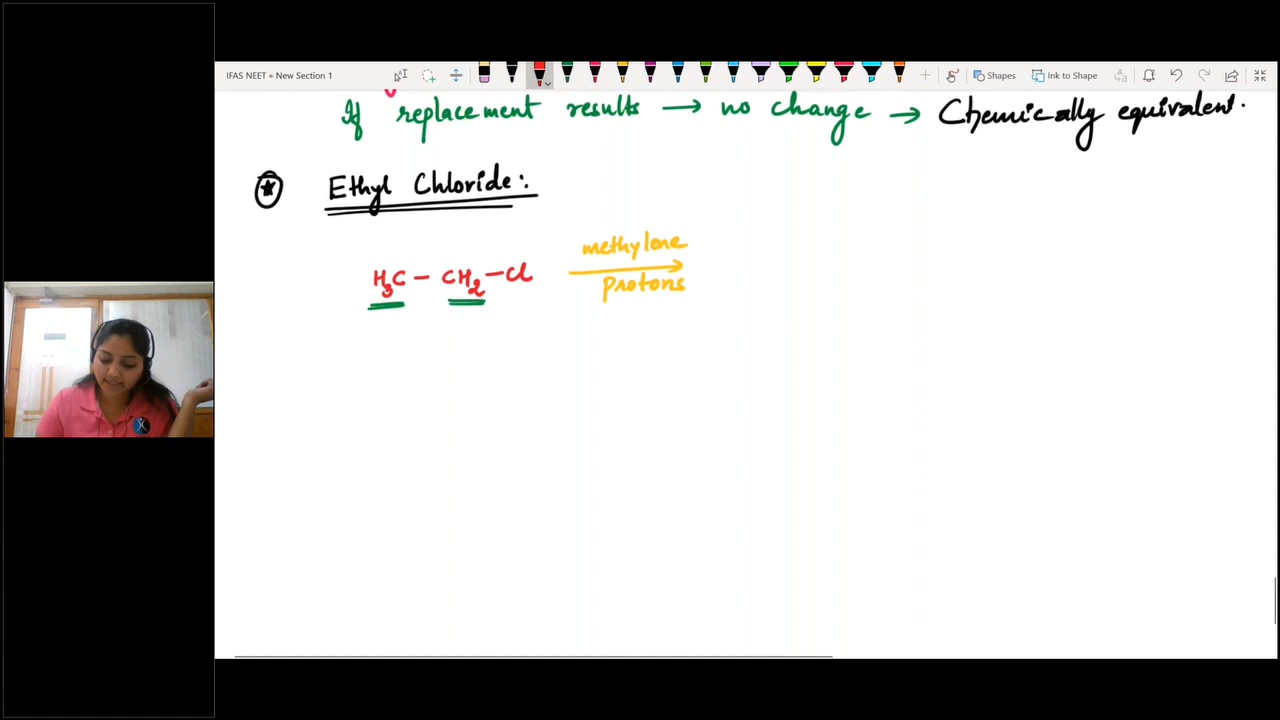 IFAS NEET » New Section 1
Shapes
Ink to Shape
If replacement results → no change → Chemically equivalent.
* Ethyl Chloride:
H₃C – CH₂ – Cl
methylene
protons